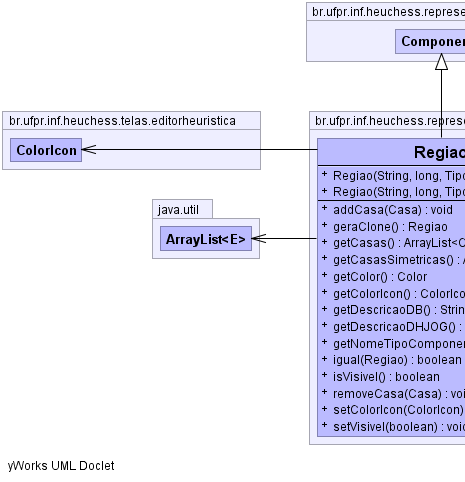 br.ufpr.inf.heuchess.represe
Componen
br.ufpr.inf.heuchess.telas.editorheuristica
ColorIcon
br.ufpr.inf.heuchess.represe
Regiao
+ Regiao(String, long, Tipo
+ Regiao(String, long, Tipo
+ addCasa(Casa) : void
+ geraClone() : Regiao
+ getCasas() : ArrayList<C
+ getCasasSimetricas() : A
+ getColor() : Color
+ getColorIcon() : ColorIco
+ getDescricaoDB() : Strin
+ getDescricaoDHJOG() :
+ getNomeTipoComponen
+ igual(Regiao) : boolean
+ isVisivel() : boolean
+ removeCasa(Casa) : voi
+ setColorIcon(ColorIcon)
+ setVisivel(boolean) : void
java.util
ArrayList<E>
yWorks UML Doclet